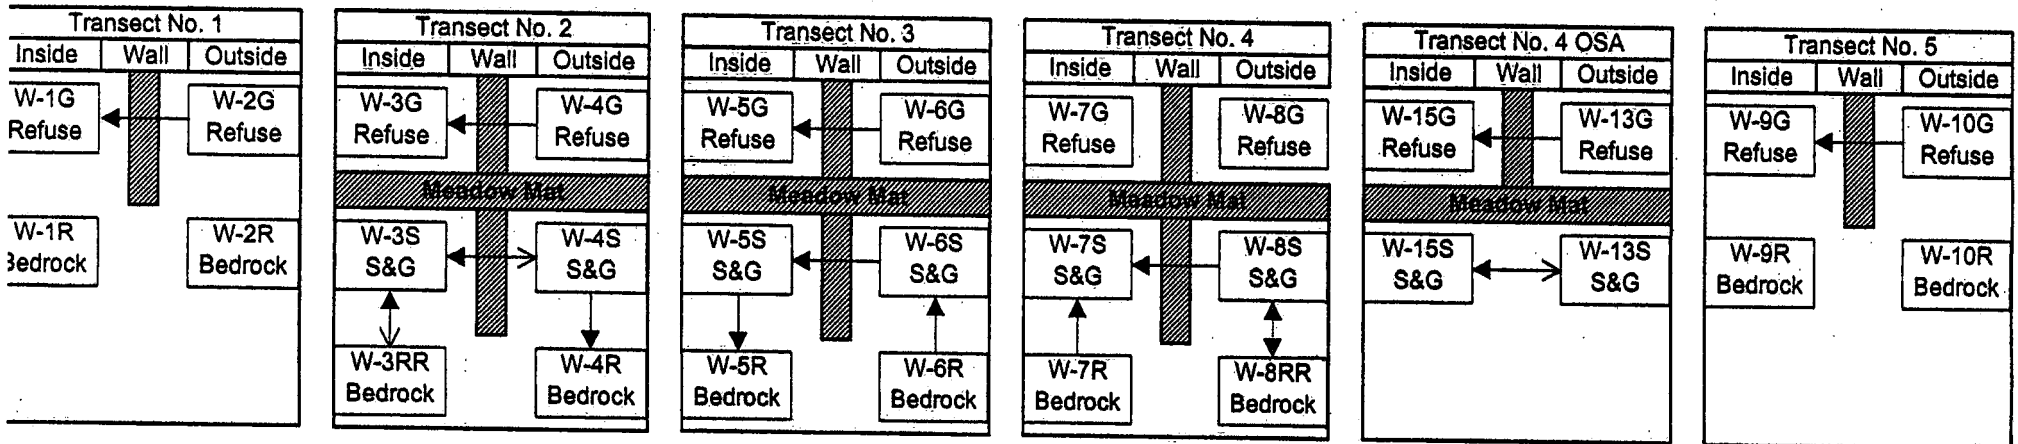 Transect No. 1
Inside Wall Outside
W-1G
Refuse
W-2G
Refuse
W-1R
Bedrock
W-2R
Bedrock
Transect No. 2
Inside Wall Outside
W-3G
Refuse
W-4G
Refuse
Meadow Mat
W-3S
S&G
W-4S
S&G
W-3RR
Bedrock
W-4R
Bedrock
Transect No. 3
Inside Wall Outside
W-5G
Refuse
W-6G
Refuse
Meadow Mat
W-5S
S&G
W-6S
S&G
W-5R
Bedrock
W-6R
Bedrock
Transect No. 4
Inside Wall Outside
W-7G
Refuse
W-8G
Refuse
Meadow Mat
W-7S
S&G
W-8S
S&G
W-7R
Bedrock
W-8RR
Bedrock
Transect No. 4 OSA
Inside Wall Outside
W-15G
Refuse
W-13G
Refuse
Meadow Mat
W-15S
S&G
W-13S
S&G
Transect No. 5
Inside Wall Outside
W-9G
Refuse
W-10G
Refuse
W-9R
Bedrock
W-10R
Bedrock